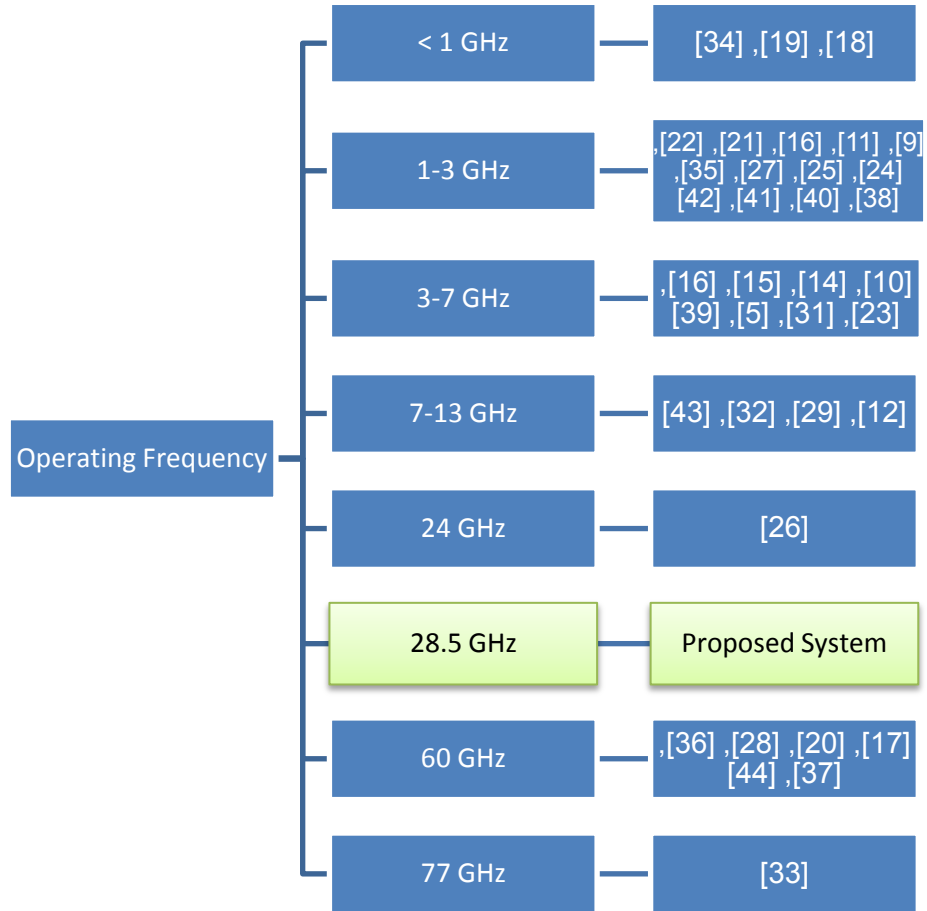 Operating Frequency
< 1 GHz
[34] ,[19] ,[18]
1-3 GHz
,[22] ,[21] ,[16] ,[11] ,[9]
,[35] ,[27] ,[25] ,[24]
[42] ,[41] ,[40] ,[38]
3-7 GHz
,[16] ,[15] ,[14] ,[10]
[39] ,[5] ,[31] ,[23]
7-13 GHz
[43] ,[32] ,[29] ,[12]
24 GHz
[26]
28.5 GHz
Proposed System
60 GHz
,[36] ,[28] ,[20] ,[17]
[44] ,[37]
77 GHz
[33]